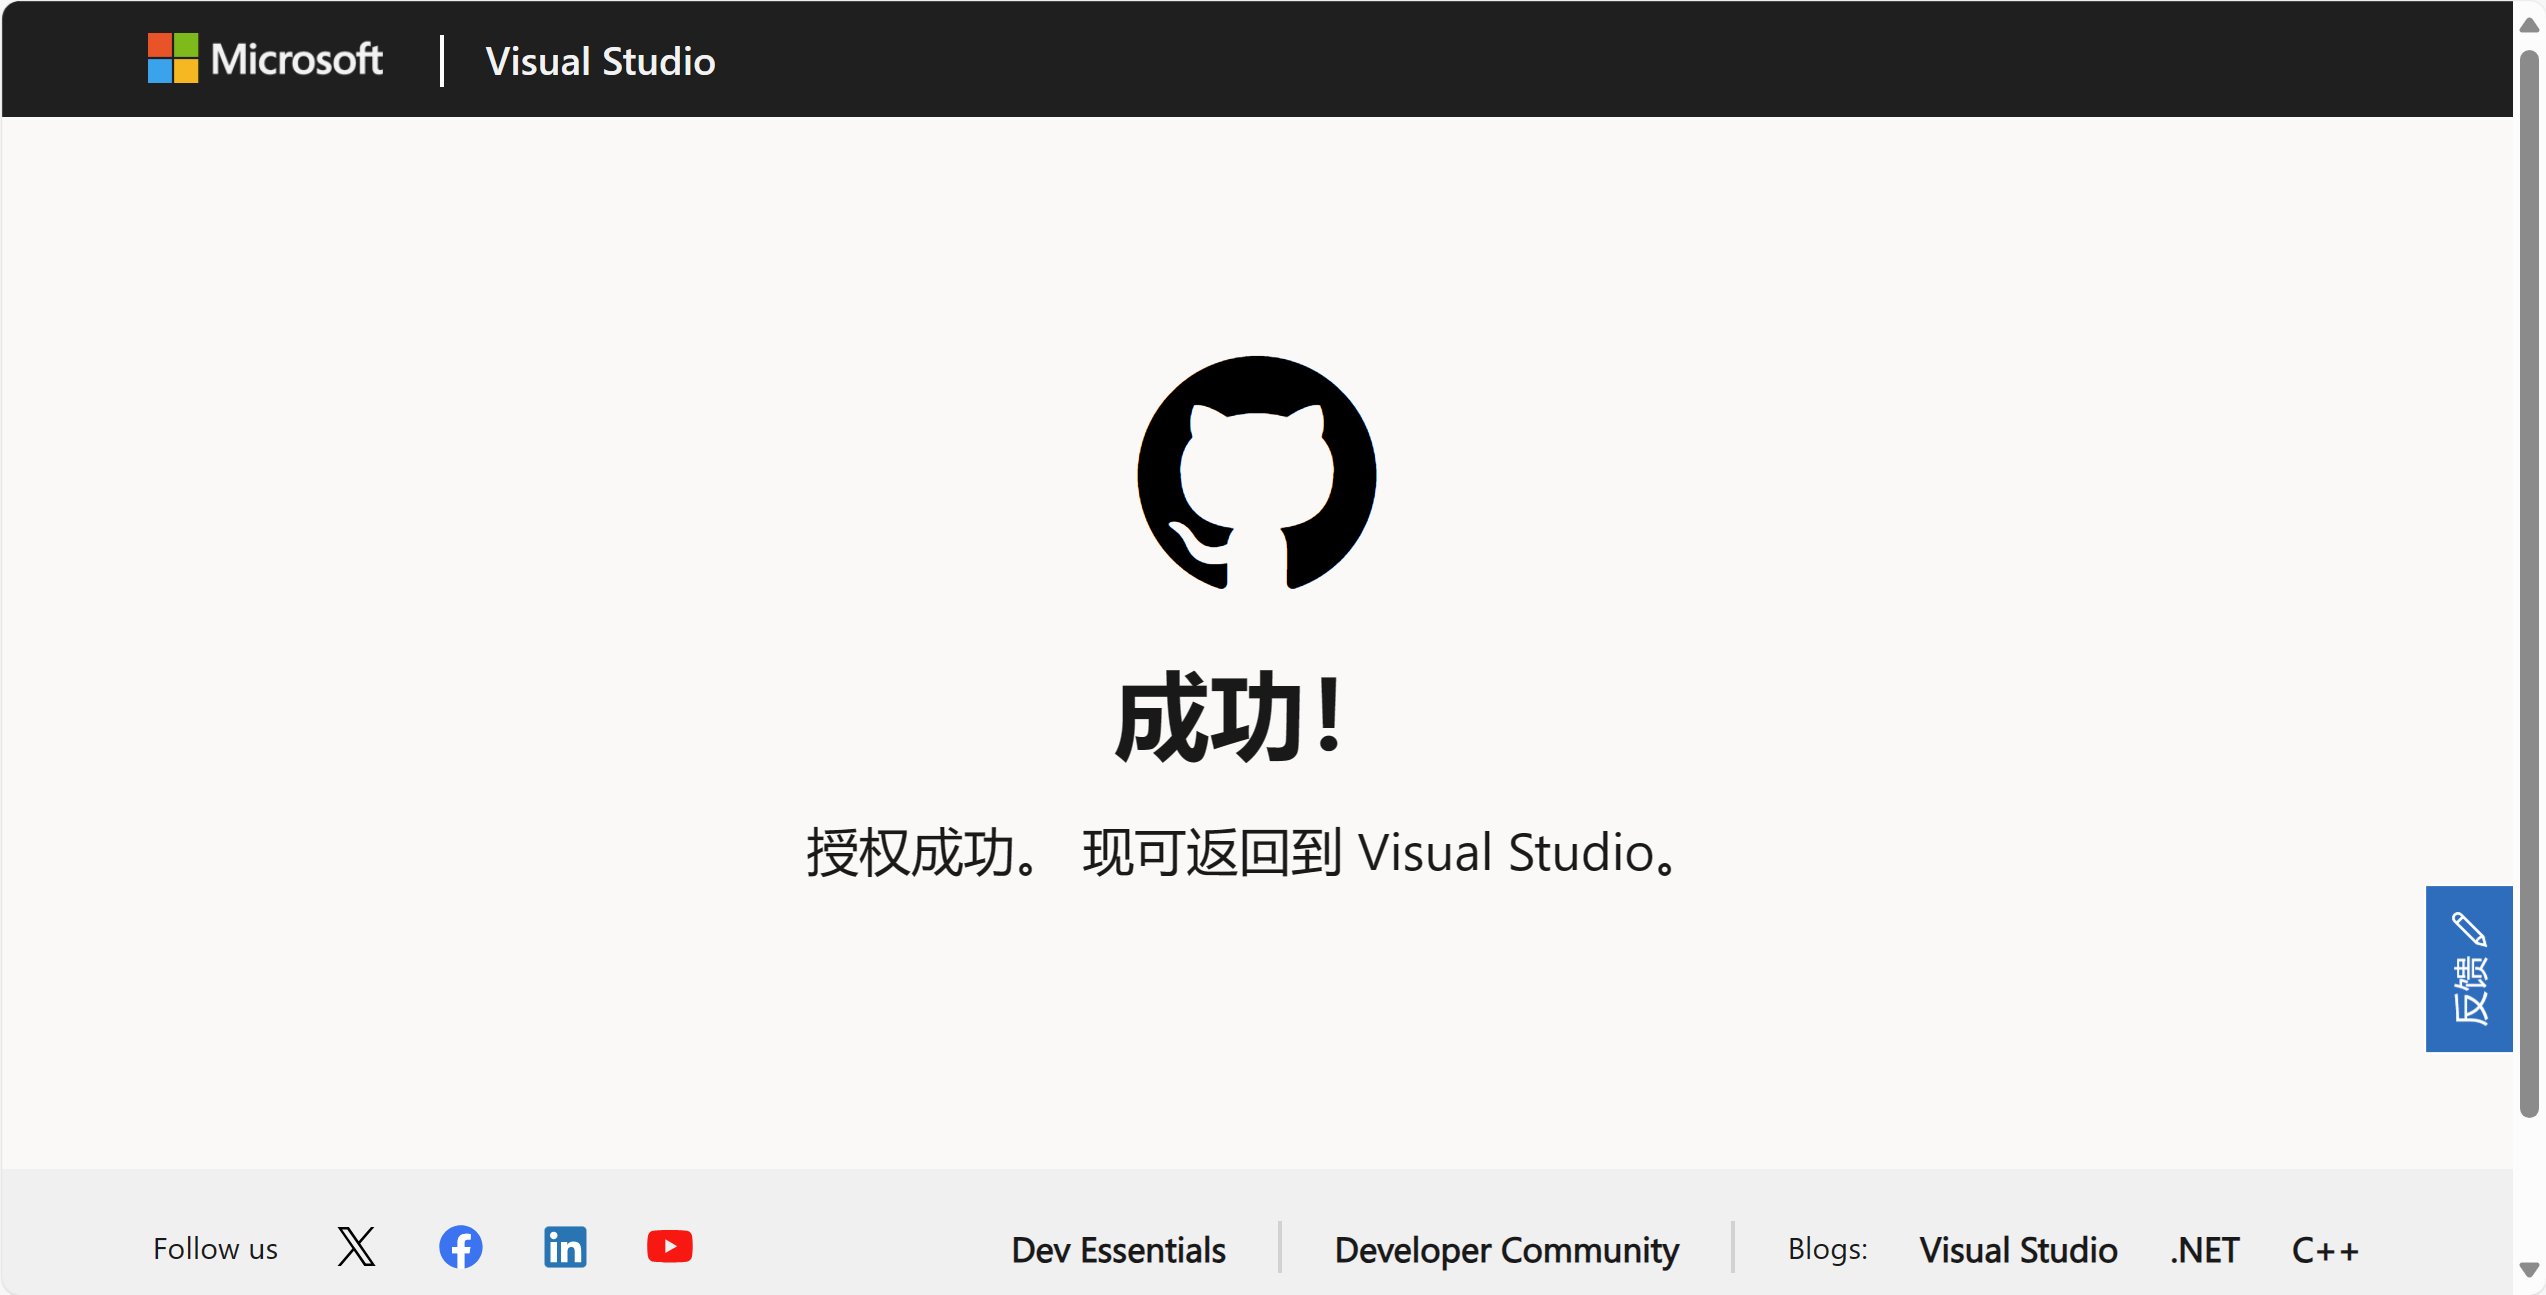 Microsoft | Visual Studio
成功！
授权成功。 现可返回到 Visual Studio。
反馈
Follow us
Dev Essentials | Developer Community | Blogs: Visual Studio .NET C++